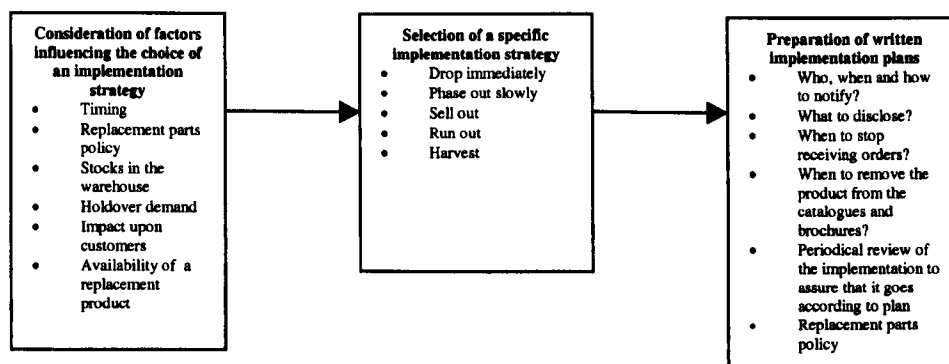 Consideration of factors
influencing the choice of
an implementation
strategy
• Timing
• Replacement parts
policy
• Stocks in the
warehouse
• Holdover demand
• Impact upon
customers
• Availability of a
replacement
product
Selection of a specific
implementation strategy
• Drop immediately
• Phase out slowly
• Sell out
• Run out
• Harvest
Preparation of written
implementation plans
• Who, when and how
to notify?
• What to disclose?
• When to stop
receiving orders?
• When to remove the
product from the
catalogues and
brochures?
• Periodical review of
the implementation to
assure that it goes
according to plan
• Replacement parts
policy